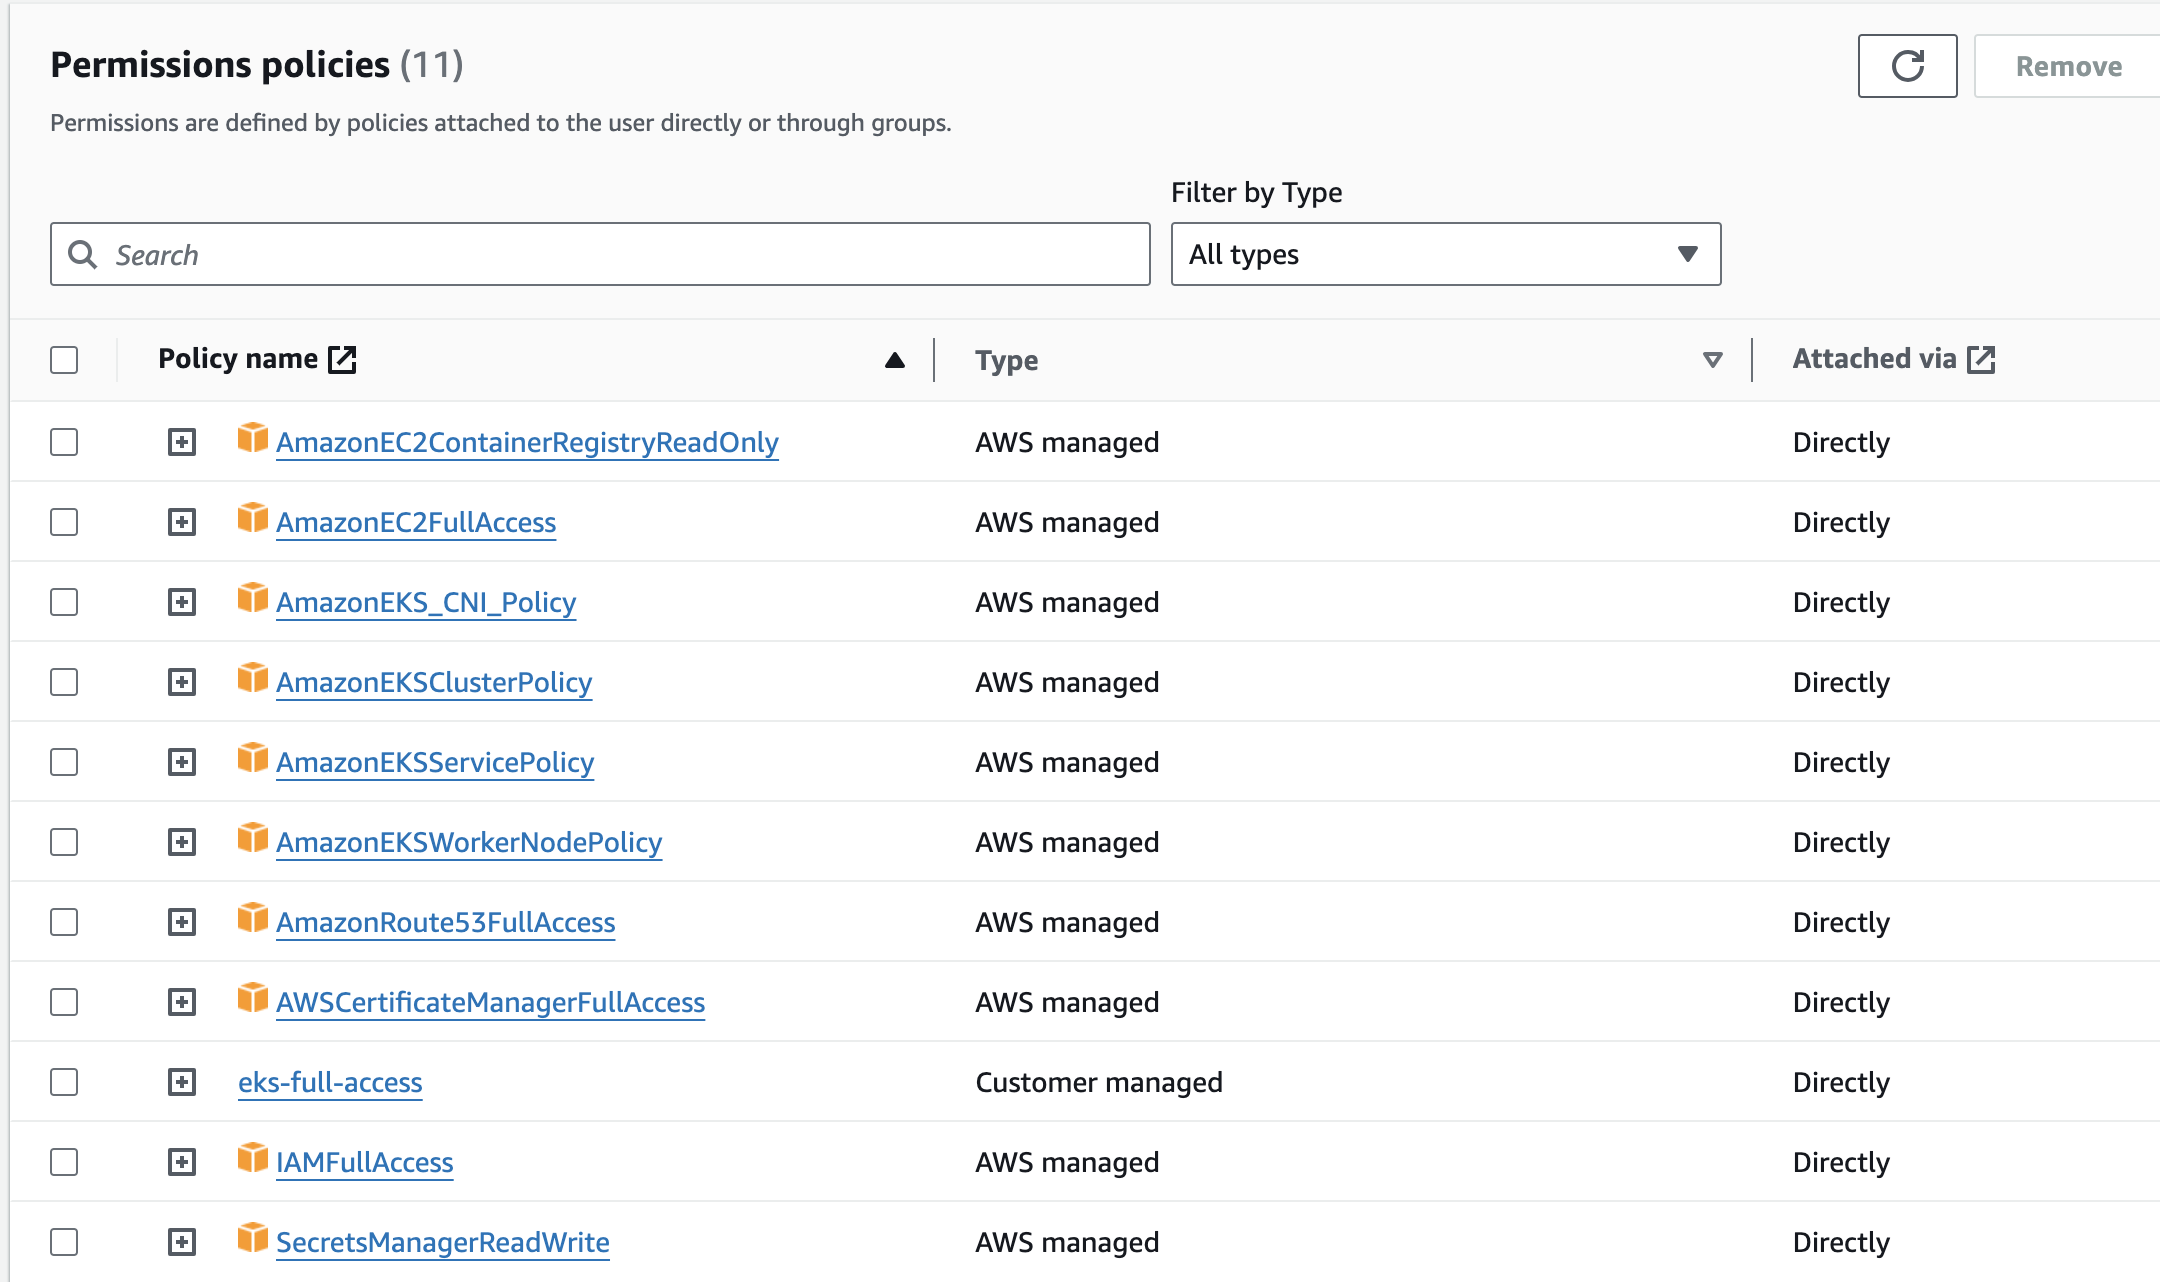 Permissions policies (11)
Remove
Permissions are defined by policies attached to the user directly or through groups.
Filter by Type
Search
All types
Policy name Type Attached via
AmazonEC2ContainerRegistryReadOnly AWS managed Directly
AmazonEC2FullAccess AWS managed Directly
AmazonEKS_CNI_Policy AWS managed Directly
AmazonEKSClusterPolicy AWS managed Directly
AmazonEKSServicePolicy AWS managed Directly
AmazonEKSWorkerNodePolicy AWS managed Directly
AmazonRoute53FullAccess AWS managed Directly
AWSCertificateManagerFullAccess AWS managed Directly
eks-full-access Customer managed Directly
IAMFullAccess AWS managed Directly
SecretsManagerReadWrite AWS managed Directly